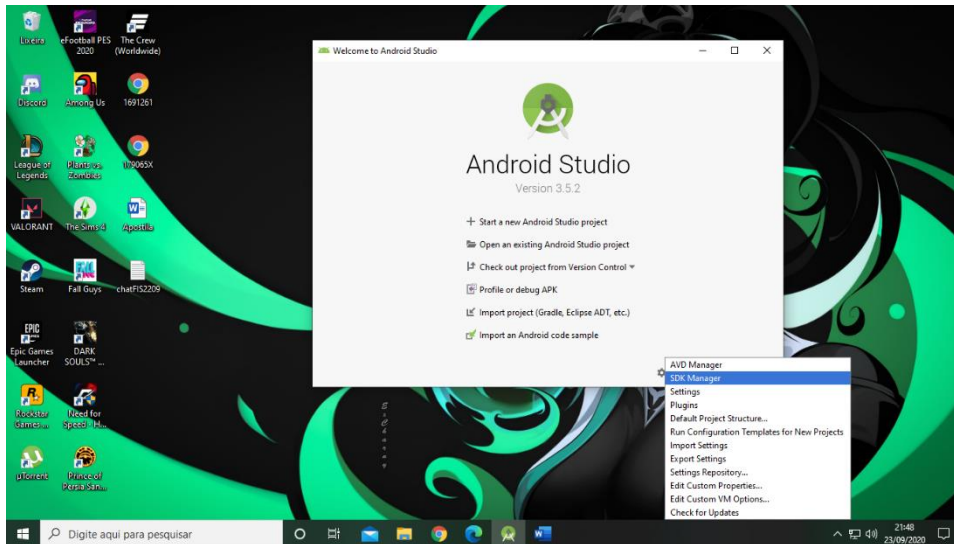 Lixeira
eFootball PES
2020
The Crew
(Worldwide)
Discord
Among Us
1691261
League of
Legends
Plants vs.
Zombies
179065X
VALORANT
The Sims 4
Apostila
Steam
Fall Guys
chatFIS2209
EPIC
Epic Games
Launcher
DARK
SOULS™ ...
Rockstar
Games ...
Need for
Speed - H...
µTorrent
Prince of
Persia San...
Welcome to Android Studio
Android Studio
Version 3.5.2
Start a new Android Studio project
Open an existing Android Studio project
Check out project from Version Control
Profile or debug APK
Import project (Gradle, Eclipse ADT, etc.)
Import an Android code sample
AVD Manager
SDK Manager
Settings
Plugins
Default Project Structure...
Run Configuration Templates for New Projects
Import Settings
Export Settings
Settings Repository...
Edit Custom Properties...
Edit Custom VM Options...
Check for Updates
Digite aqui para pesquisar
21:48
23/09/2020